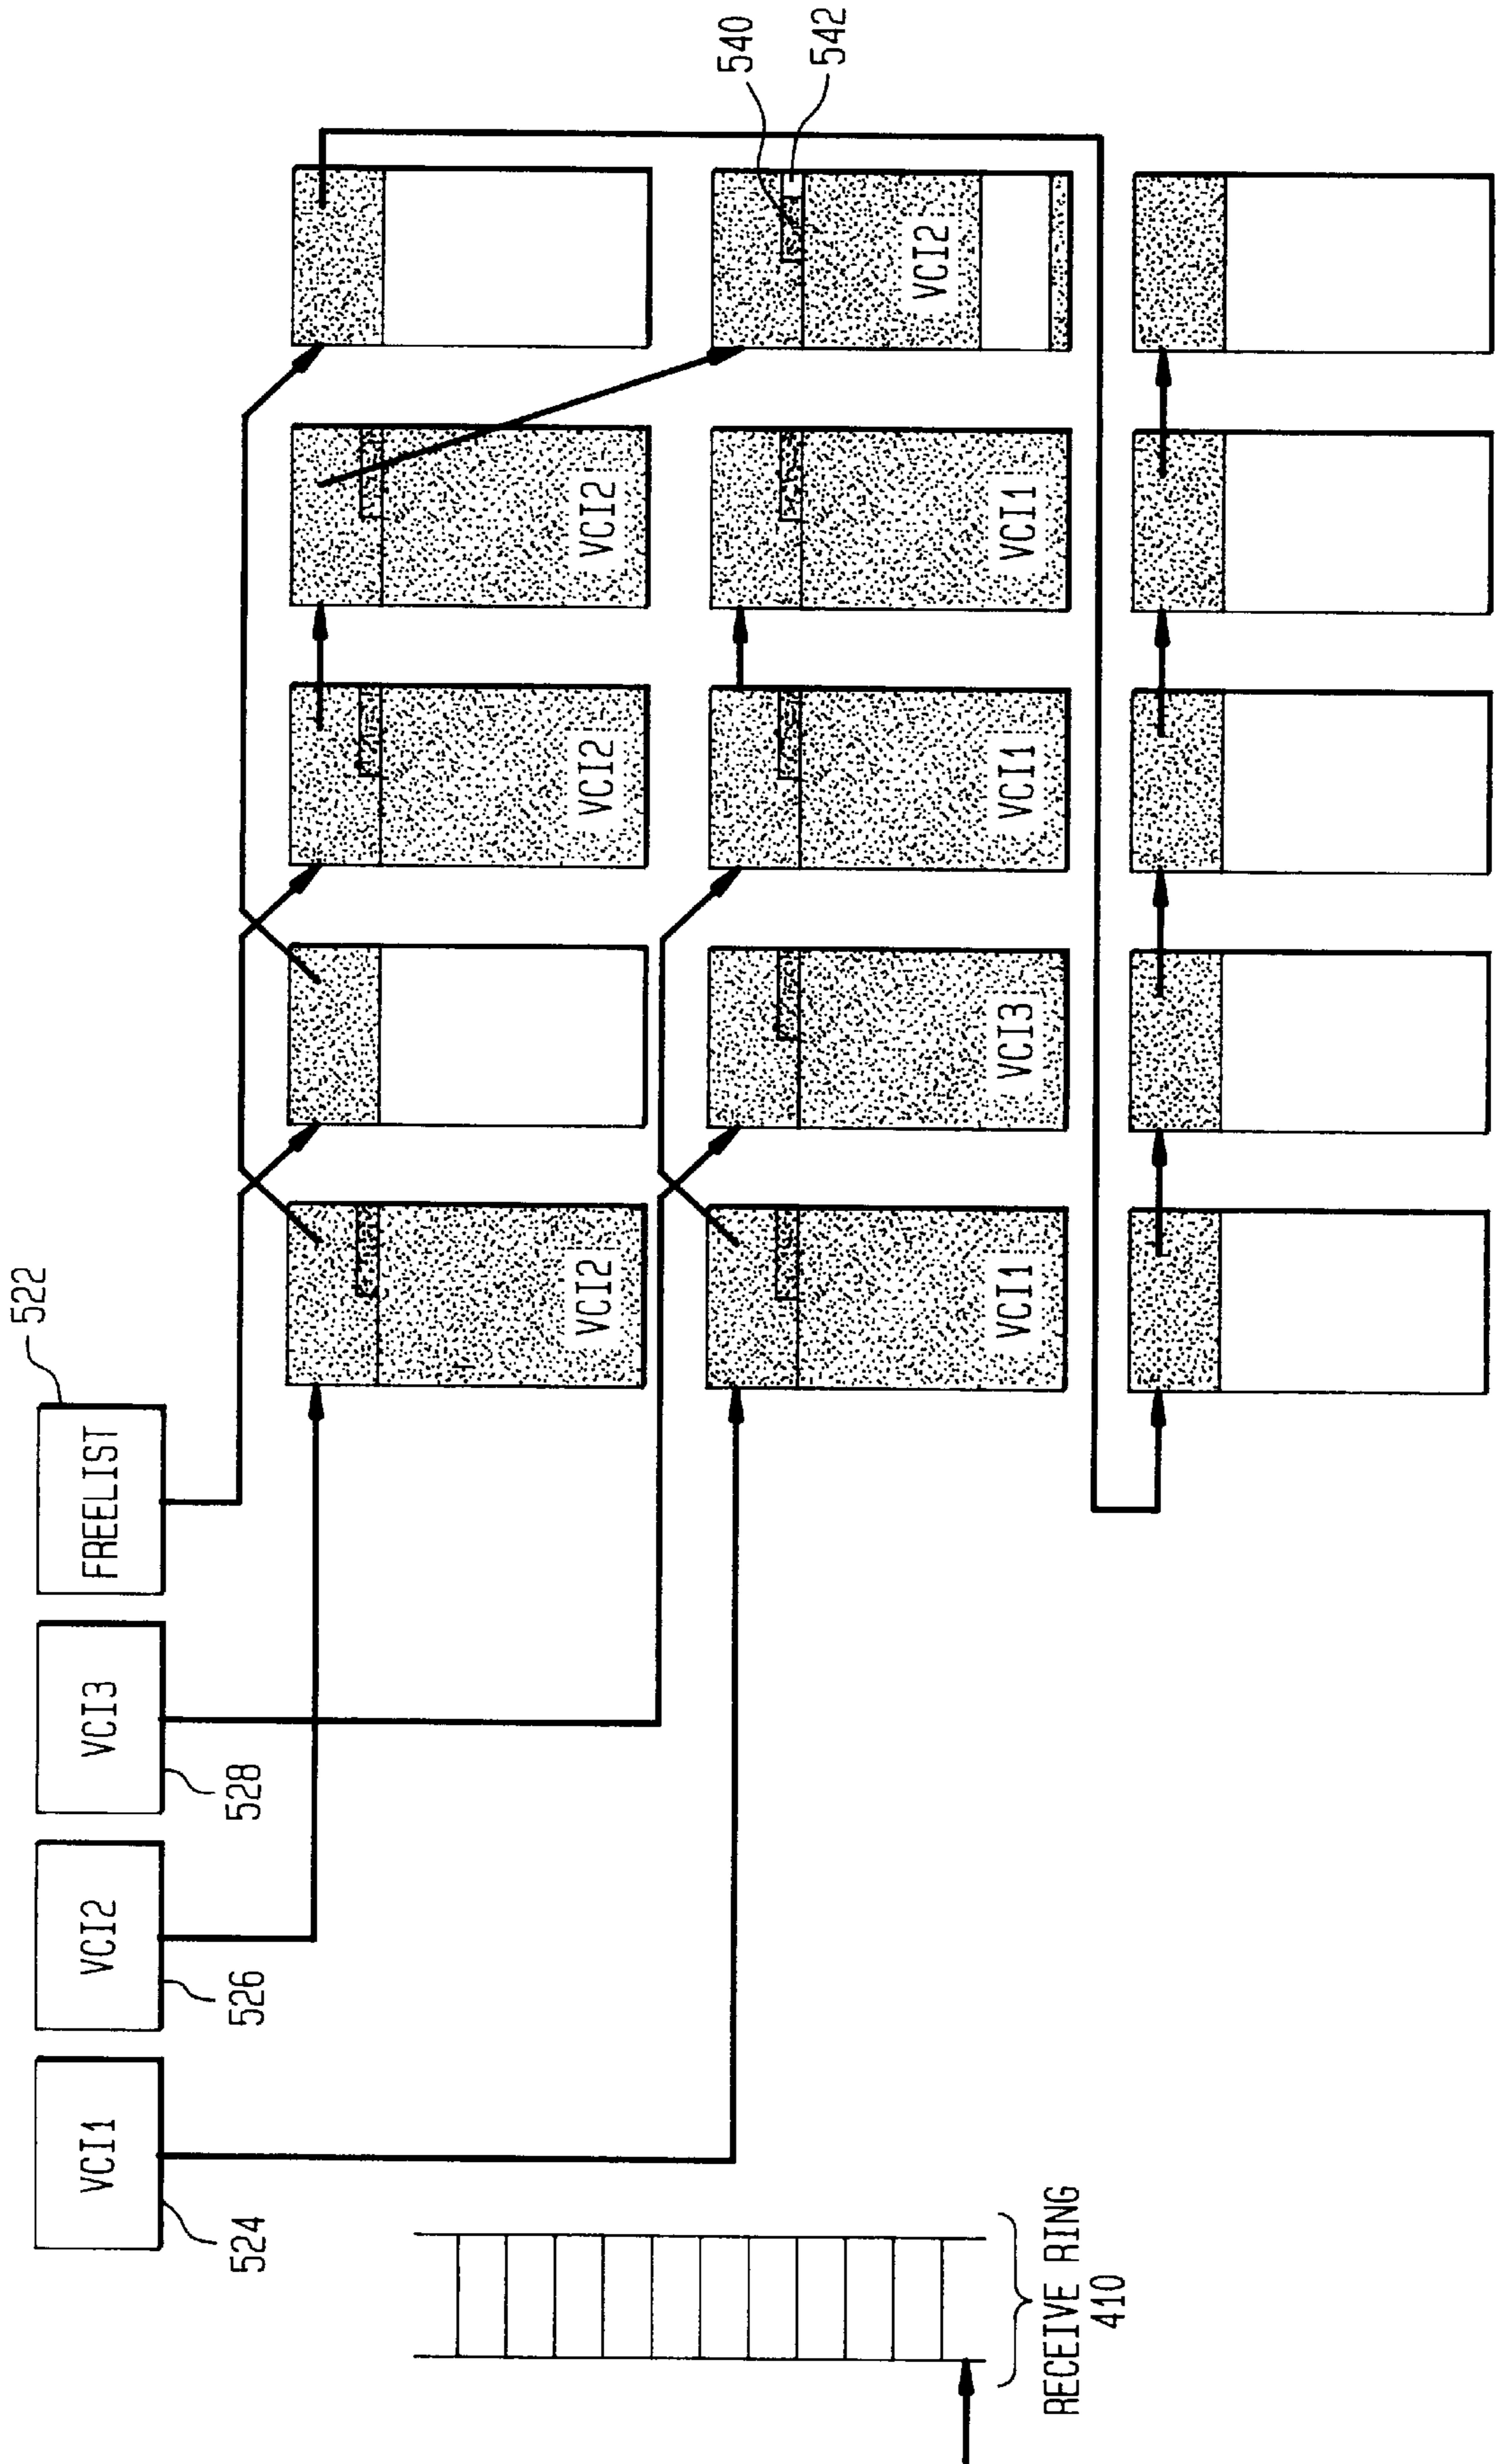 VCI1
VCI2
VCI3
FREELIST
524
526
528
522
VCI2
VCI2
VCI2
540
542
VCI1
VCI3
VCI1
VCI1
VCI2
RECEIVE RING
410